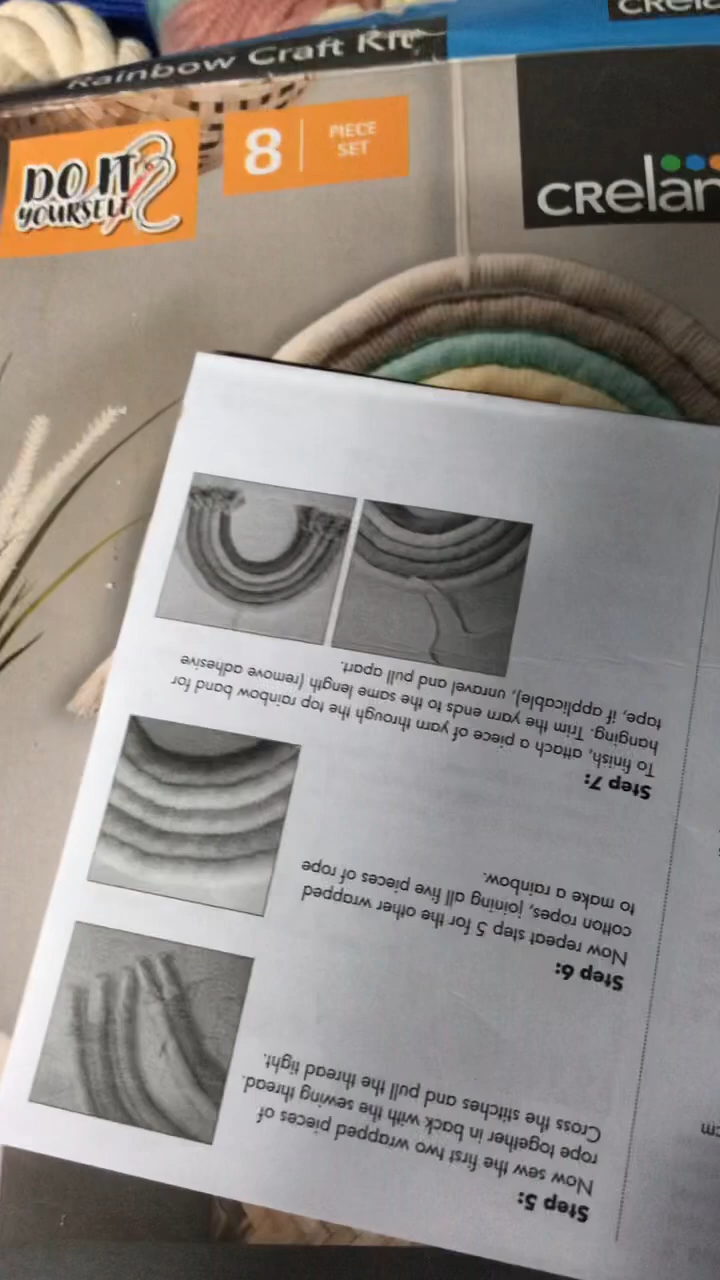 Rainbow Craft Kit
DO IT
YOURSELF
8
PIECE
SET
Step 5:
Now sew the first two wrapped pieces of
rope together in back with the sewing thread.
Cross the stitches and pull the thread tight.
Step 6:
Now repeat step 5 for the other wrapped
cotton ropes, joining all five pieces of rope
to make a rainbow.
Step 7:
To finish, attach a piece of yarn through the top rainbow band for
hanging. Trim the yarn ends to the same length (remove adhesive
tape, if applicable), unravel and pull apart.
cm